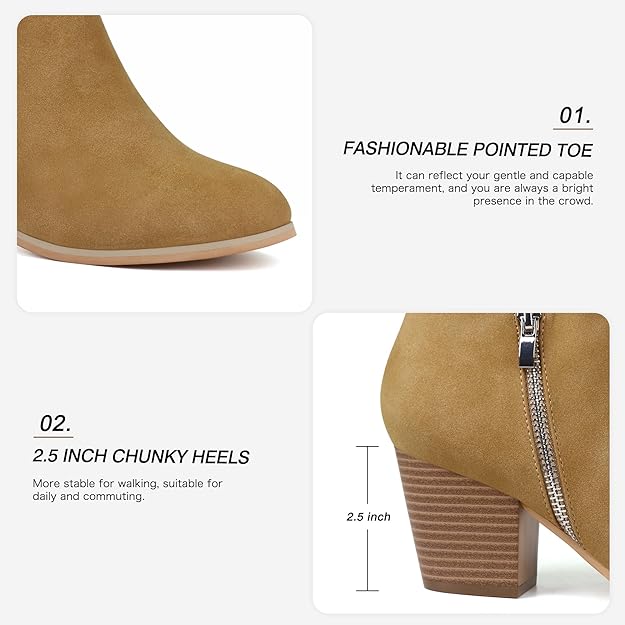 01.
FASHIONABLE POINTED TOE
It can reflect your gentle and capable
temperament, and you are always a bright
presence in the crowd.
02.
2.5 INCH CHUNKY HEELS
More stable for walking, suitable for
daily and commuting.
2.5 inch